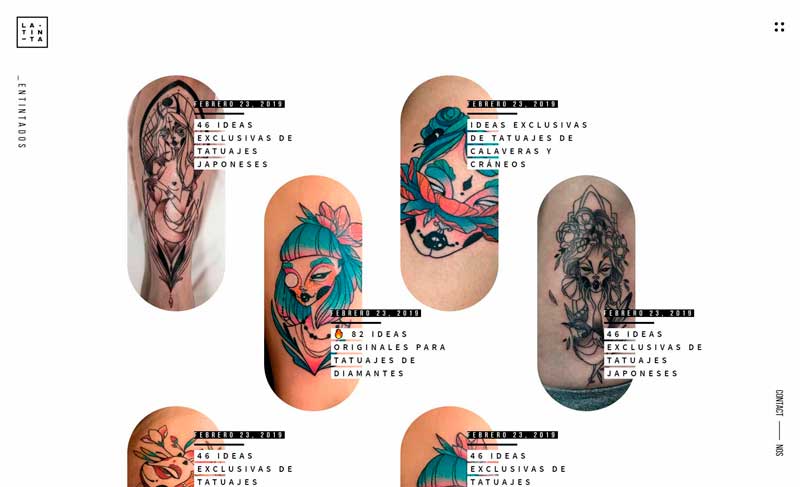 LA·
TIN
—TA
_ENTINTADOS
FEBRERO 23, 2019
46 IDEAS
EXCLUSIVAS DE
TATUAJES
JAPONESES
FEBRERO 23, 2019
IDEAS EXCLUSIVAS
DE TATUAJES DE
CALAVERAS Y
CRÁNEOS
FEBRERO 23, 2019
🔥 82 IDEAS
ORIGINALES PARA
TATUAJES DE
DIAMANTES
FEBRERO 23, 2019
46 IDEAS
EXCLUSIVAS DE
TATUAJES
JAPONESES
FEBRERO 23, 2019
46 IDEAS
EXCLUSIVAS DE
TATUAJES
FEBRERO 23, 2019
46 IDEAS
EXCLUSIVAS DE
TATUAJES
CONTACT — NOS